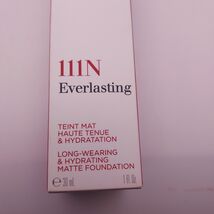 111N
Everlasting
TEINT MAT
HAUTE TENUE
& HYDRATATION
LONG-WEARING
& HYDRATING
MATTE FOUNDATION
℮ 30 ml 1 fl. oz.